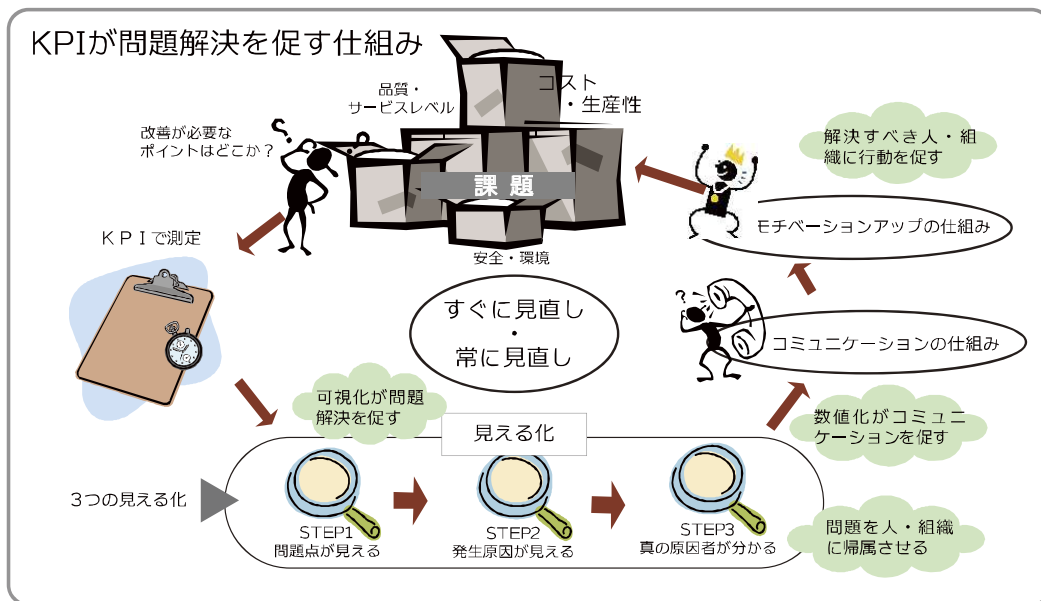 KPIが問題解決を促す仕組み
品質・
サービスレベル
コスト
・生産性
改善が必要な
ポイントはどこか？
課題
安全・環境
解決すべき人・組
織に行動を促す
モチベーションアップの仕組み
ＫＰＩで測定
すぐに見直し
・
常に見直し
コミュニケーションの仕組み
可視化が問題
解決を促す
見える化
数値化がコミュニ
ケーションを促す
３つの見える化
STEP1
問題点が見える
STEP2
発生原因が見える
STEP3
真の原因者が分かる
問題を人・組織
に帰属させる